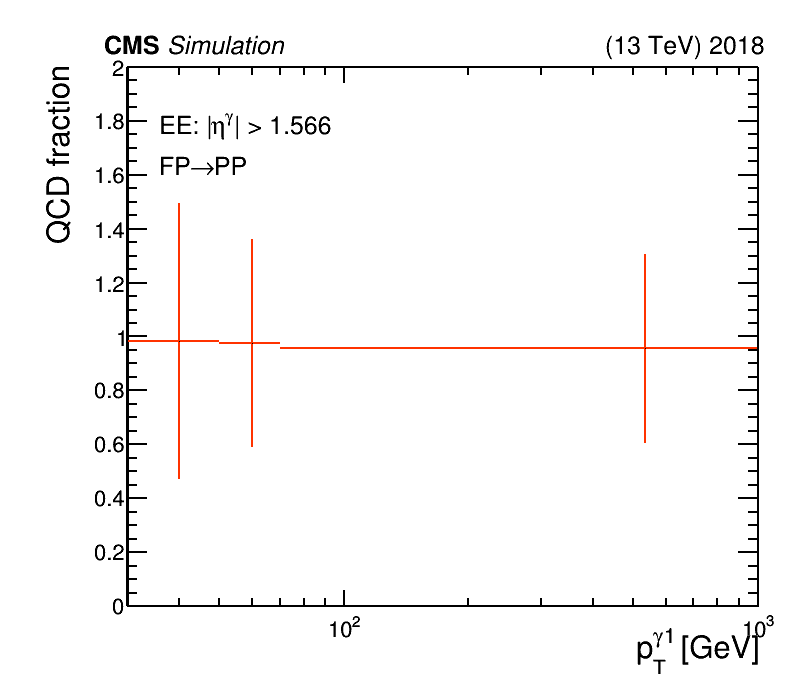 CMS Simulation (13 TeV) 2018
QCD fraction
EE: |η^γ| > 1.566
FP→PP
2
1.8
1.6
1.4
1.2
1
0.8
0.6
0.4
0.2
0
10^2 10^3
p_T^γ1 [GeV]